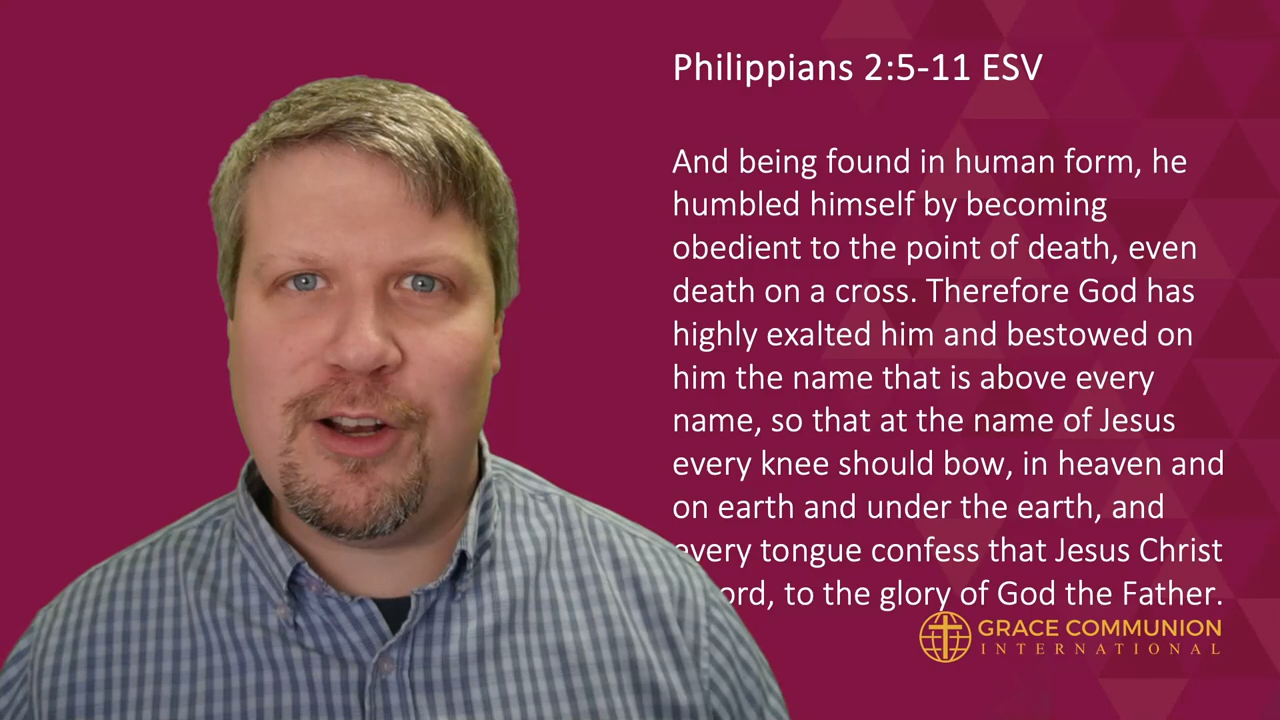 Philippians 2:5-11 ESV
And being found in human form, he
humbled himself by becoming
obedient to the point of death, even
death on a cross. Therefore God has
highly exalted him and bestowed on
him the name that is above every
name, so that at the name of Jesus
every knee should bow, in heaven and
on earth and under the earth, and
every tongue confess that Jesus Christ
to the glory of God the Father.
GRACE COMMUNION
INTERNATIONAL